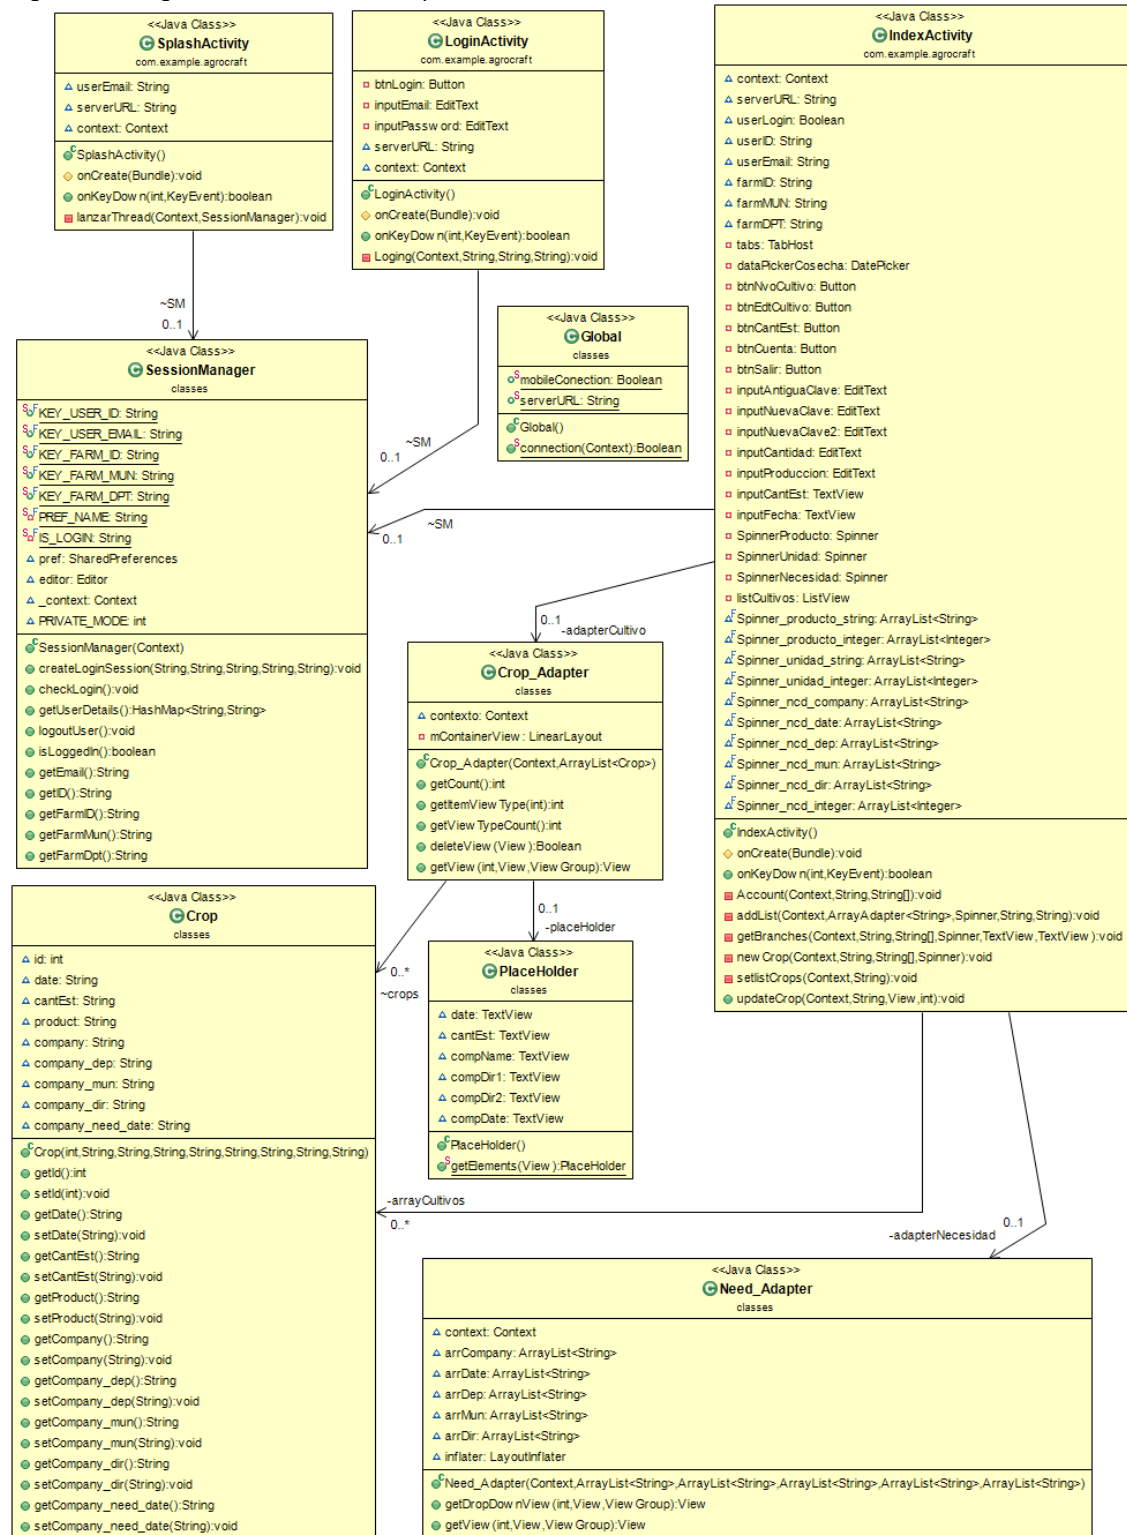 <<Java Class>>
SplashActivity
com.example.agrocraft
userEmail: String
serverURL: String
context: Context
SplashActivity()
onCreate(Bundle):void
onKeyDown(int,KeyEvent):boolean
lanzarThread(Context,SessionManager):void
~SM
0..1
<<Java Class>>
LoginActivity
com.example.agrocraft
btnLogin: Button
inputEmail: EditText
inputPassword: EditText
serverURL: String
context: Context
LoginActivity()
onCreate(Bundle):void
onKeyDown(int,KeyEvent):boolean
Loging(Context,String,String,String):void
~SM
0..1
<<Java Class>>
IndexActivity
com.example.agrocraft
context: Context
serverURL: String
userLogin: Boolean
userID: String
userEmail: String
farmID: String
farmMUN: String
farmDPT: String
tabs: TabHost
dataPickerCosecha: DatePicker
btnNvoCultivo: Button
btnEdtCultivo: Button
btnCantEst: Button
btnCuenta: Button
btnSalir: Button
inputAntiguaClave: EditText
inputNuevaClave: EditText
inputNuevaClave2: EditText
inputCantidad: EditText
inputProduccion: EditText
inputCantEst: TextView
inputFecha: TextView
SpinnerProducto: Spinner
SpinnerUnidad: Spinner
SpinnerNecesidad: Spinner
listCultivos: ListView
Spinner_producto_string: ArrayList<String>
Spinner_producto_integer: ArrayList<Integer>
Spinner_unidad_string: ArrayList<String>
Spinner_unidad_integer: ArrayList<Integer>
Spinner_ncd_company: ArrayList<String>
Spinner_ncd_date: ArrayList<String>
Spinner_ncd_dep: ArrayList<String>
Spinner_ncd_mun: ArrayList<String>
Spinner_ncd_dir: ArrayList<String>
Spinner_ncd_integer: ArrayList<Integer>
IndexActivity()
onCreate(Bundle):void
onKeyDown(int,KeyEvent):boolean
Account(Context,String,String[]):void
addList(Context,ArrayAdapter<String>,Spinner,String,String):void
getBranches(Context,String,String[],Spinner,TextView,TextView):void
newCrop(Context,String,String[],Spinner):void
setlistCrops(Context,String):void
updateCrop(Context,String,View,int):void
<<Java Class>>
Global
classes
mobileConection: Boolean
serverURL: String
Global()
connection(Context):Boolean
<<Java Class>>
SessionManager
classes
KEY_USER_ID: String
KEY_USER_EMAIL: String
KEY_FARM_ID: String
KEY_FARM_MUN: String
KEY_FARM_DPT: String
PREF_NAME: String
IS_LOGIN: String
pref: SharedPreferences
editor: Editor
_context: Context
PRIVATE_MODE: int
SessionManager(Context)
createLoginSession(String,String,String,String,String):void
checkLogin():void
getUserDetails():HashMap<String,String>
logoutUser():void
isLoggedIn():boolean
getEmail():String
getID():String
getFarmID():String
getFarmMun():String
getFarmDpt():String
~SM
0..1
0..1
-adapterCultivo
<<Java Class>>
Crop_Adapter
classes
contexto: Context
mContainerView: LinearLayout
Crop_Adapter(Context,ArrayList<Crop>)
getCount():int
getItemViewType(int):int
getViewTypeCount():int
deleteView(View):Boolean
getView(int,View,ViewGroup):View
0..*
~crops
0..1
-placeHolder
<<Java Class>>
PlaceHolder
classes
date: TextView
cantEst: TextView
compName: TextView
compDir1: TextView
compDir2: TextView
compDate: TextView
PlaceHolder()
getElements(View):PlaceHolder
<<Java Class>>
Crop
classes
id: int
date: String
cantEst: String
product: String
company: String
company_dep: String
company_mun: String
company_dir: String
company_need_date: String
Crop(int,String,String,String,String,String,String,String,String)
getId():int
setId(int):void
getDate():String
setDate(String):void
getCantEst():String
setCantEst(String):void
getProduct():String
setProduct(String):void
getCompany():String
setCompany(String):void
getCompany_dep():String
setCompany_dep(String):void
getCompany_mun():String
setCompany_mun(String):void
getCompany_dir():String
setCompany_dir(String):void
getCompany_need_date():String
setCompany_need_date(String):void
-arrayCultivos
0..*
0..1
-adapterNecesidad
<<Java Class>>
Need_Adapter
classes
context: Context
arrCompany: ArrayList<String>
arrDate: ArrayList<String>
arrDep: ArrayList<String>
arrMun: ArrayList<String>
arrDir: ArrayList<String>
inflater: LayoutInflater
Need_Adapter(Context,ArrayList<String>,ArrayList<String>,ArrayList<String>,ArrayList<String>,ArrayList<String>)
getDropDownView(int,View,ViewGroup):View
getView(int,View,ViewGroup):View